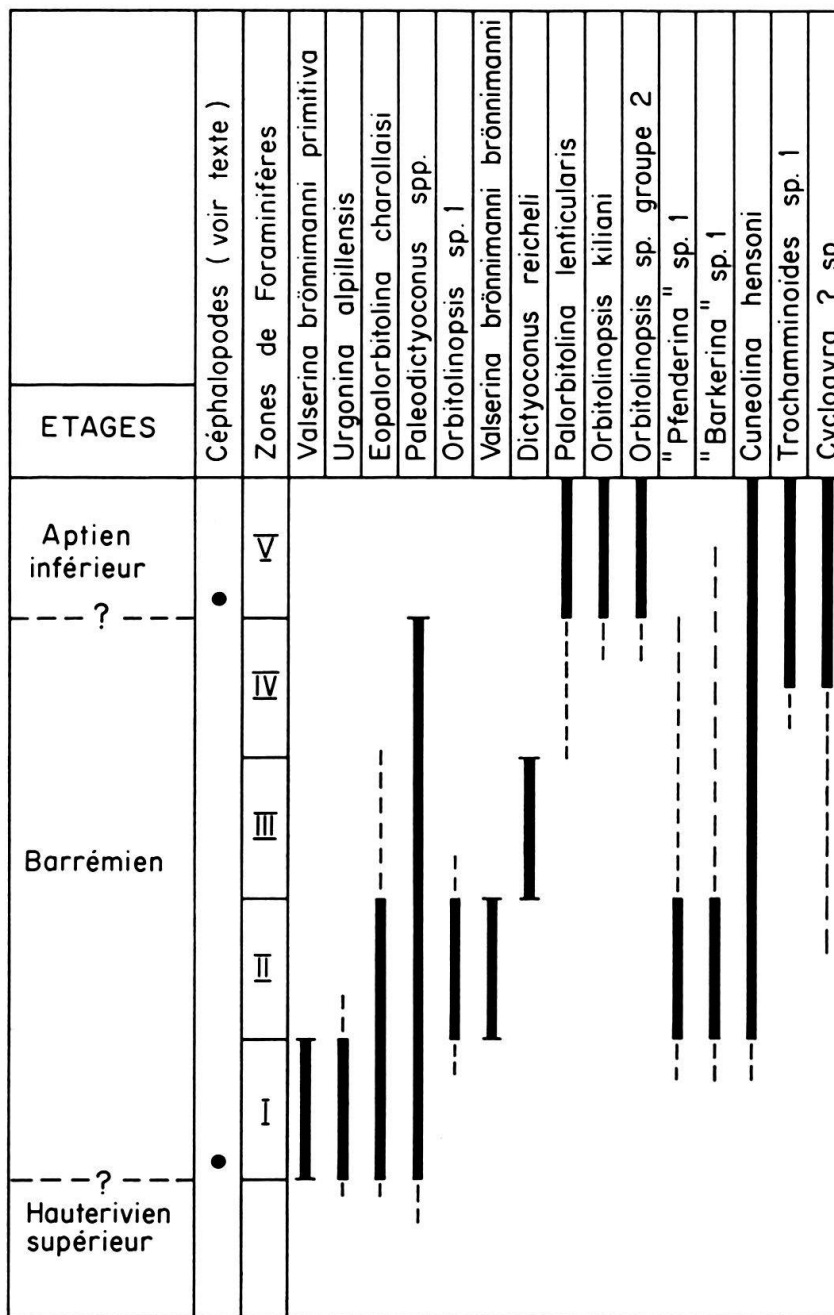 ETAGES
Céphalopodes (voir texte)
Zones de Foraminifères
Valserina brönnimanni primitiva
Urgonina alpillensis
Eopalorbitolina charollaisi
Paleodictyoconus spp.
Orbitolinopsis sp. 1
Valserina brönnimanni brönnimanni
Dictyoconus reicheli
Palorbitolina lenticularis
Orbitolinopsis kiliani
Orbitolinopsis sp. groupe 2
"Pfenderina" sp. 1
"Barkerina" sp. 1
Cuneolina hensoni
Trochamminoides sp. 1
Cyclogyra ? sp.
Aptien
inférieur
V
?
IV
III
Barrémien
II
I
?
Hauterivien
supérieur